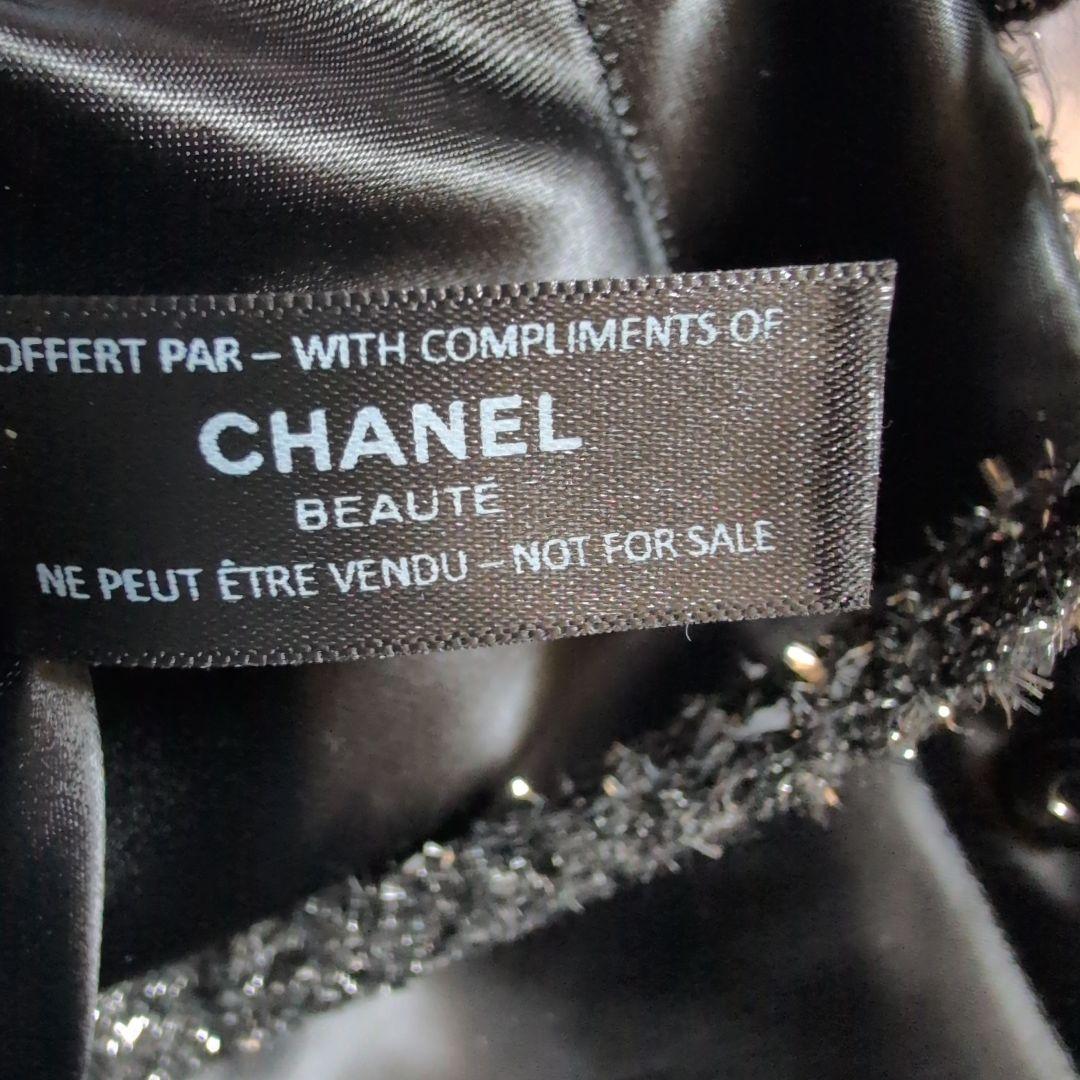 OFFERT PAR – WITH COMPLIMENTS OF
CHANEL
BEAUTÉ
NE PEUT ÊTRE VENDU – NOT FOR SALE